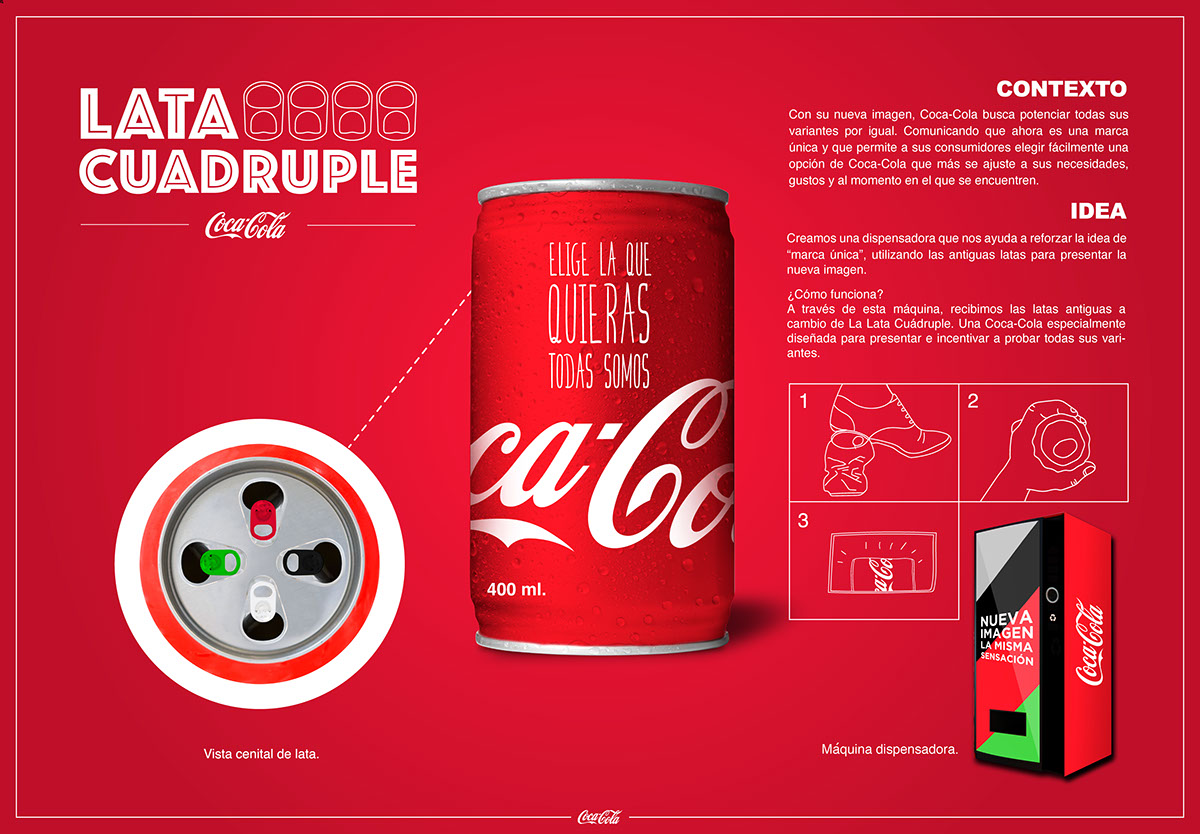 LATA
CUADRUPLE
Coca-Cola
CONTEXTO
Con su nueva imagen, Coca-Cola busca potenciar todas sus
variantes por igual. Comunicando que ahora es una marca
única y que permite a sus consumidores elegir fácilmente una
opción de Coca-Cola que más se ajuste a sus necesidades,
gustos y al momento en el que se encuentren.
IDEA
Creamos una dispensadora que nos ayuda a reforzar la idea de
“marca única”, utilizando las antiguas latas para presentar la
nueva imagen.
¿Cómo funciona?
A través de esta máquina, recibimos las latas antiguas a
cambio de La Lata Cuádruple. Una Coca-Cola especialmente
diseñada para presentar e incentivar a probar todas sus vari-
antes.
ELIGE LA QUE
QUIERAS
TODAS SOMOS
ca-Co
400 ml.
1
2
3
ca-Co
NUEVA
IMAGEN
LA MISMA
SENSACIÓN
Coca-Cola
Vista cenital de lata.
Máquina dispensadora.
Coca-Cola